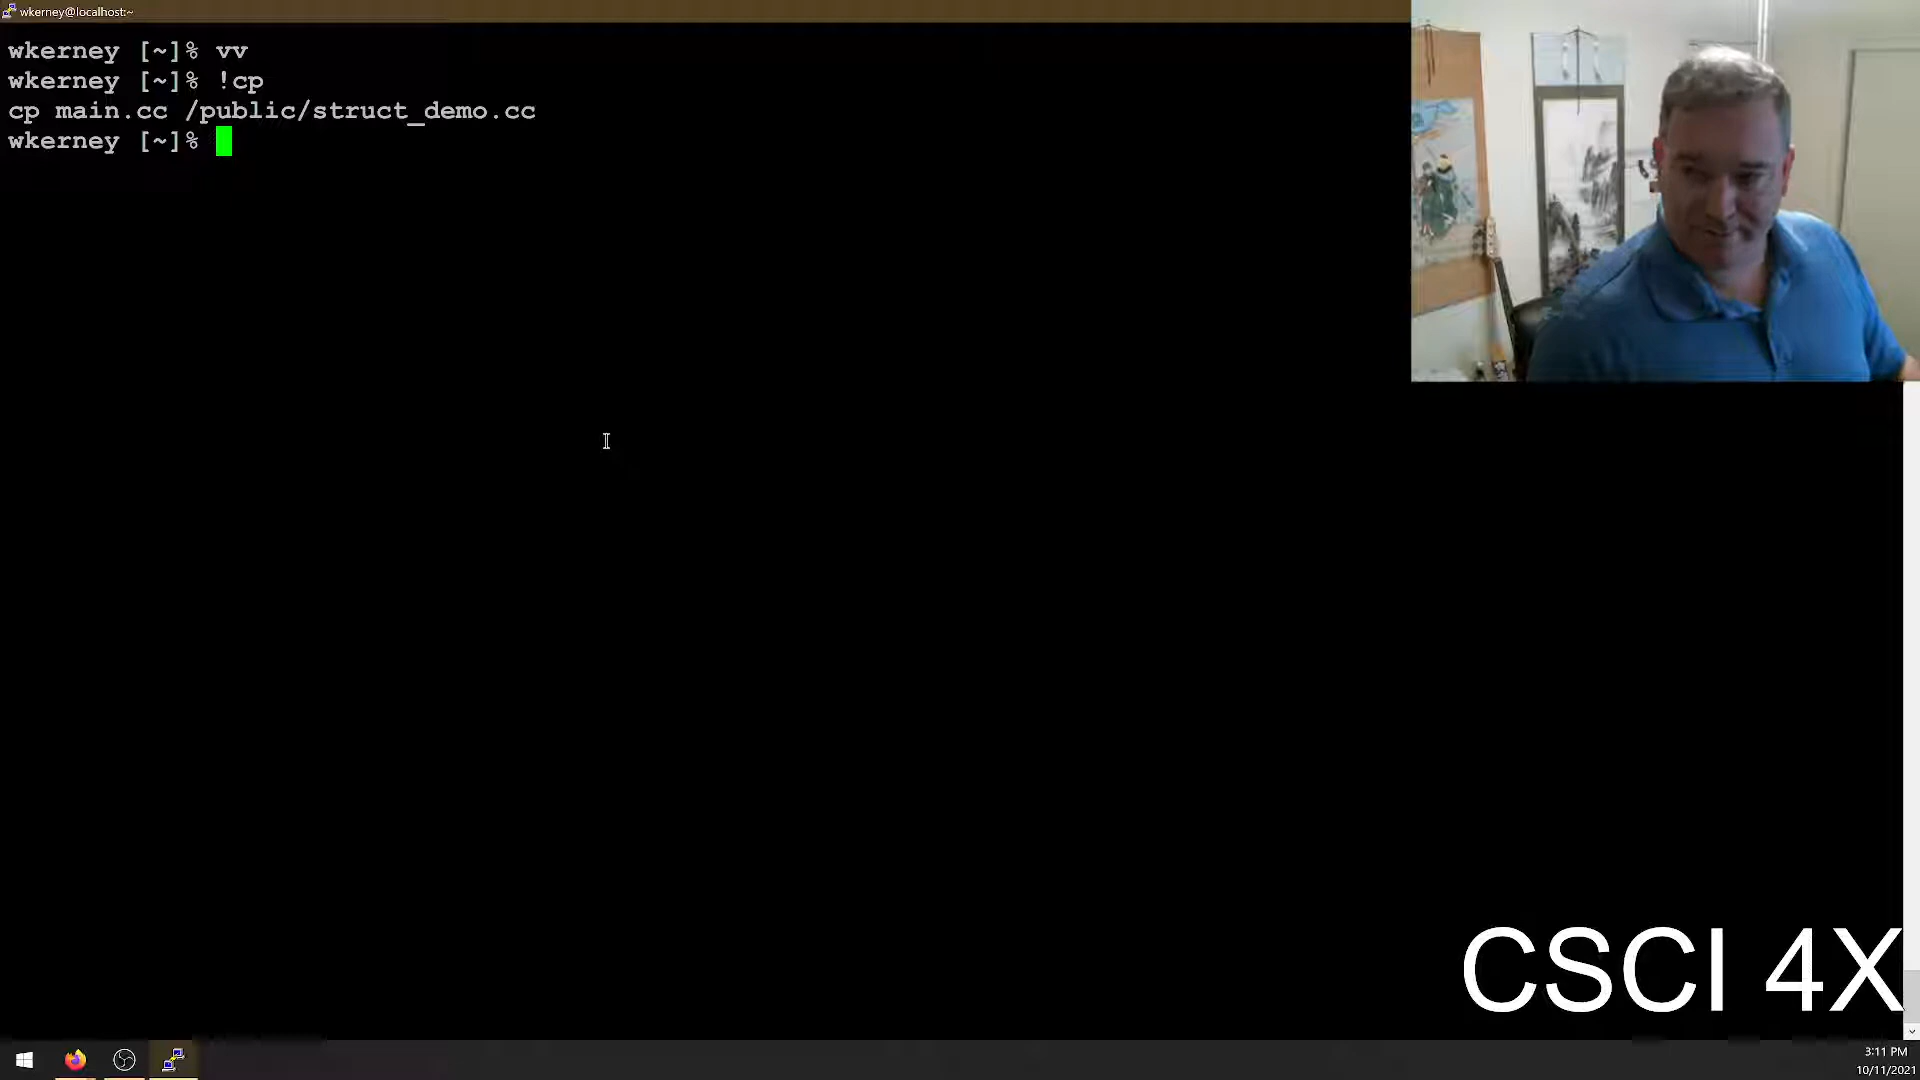 wkerney@localhost:~
wkerney [~]% vv
wkerney [~]% !cp
cp main.cc /public/struct_demo.cc
wkerney [~]%
CSCI 4X
3:11 PM
10/11/2021